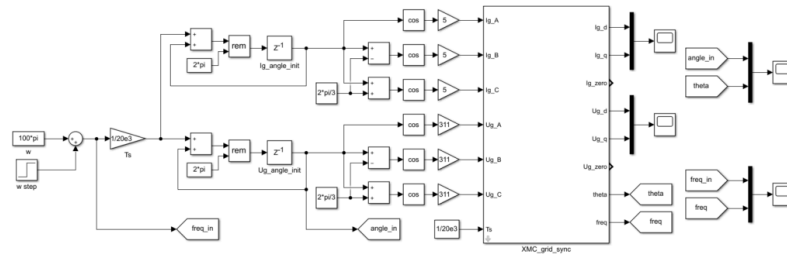 cos
5
Ig_A
Ig_d
rem
Z-1
cos
5
Ig_B
Ig_q
angle_in
2*pi
Ig_angle_init
theta
2*pi/3
cos
5
Ig_C
Ig_zero
100*pi
w
1/20e3
Ts
cos
311
Ug_A
Ug_d
w step
rem
Z-1
cos
311
Ug_B
Ug_q
2*pi
Ug_angle_init
2*pi/3
cos
311
Ug_C
Ug_zero
freq_in
theta
theta
freq
freq_in
angle_in
1/20e3
Ts
freq
freq
XMC_grid_sync